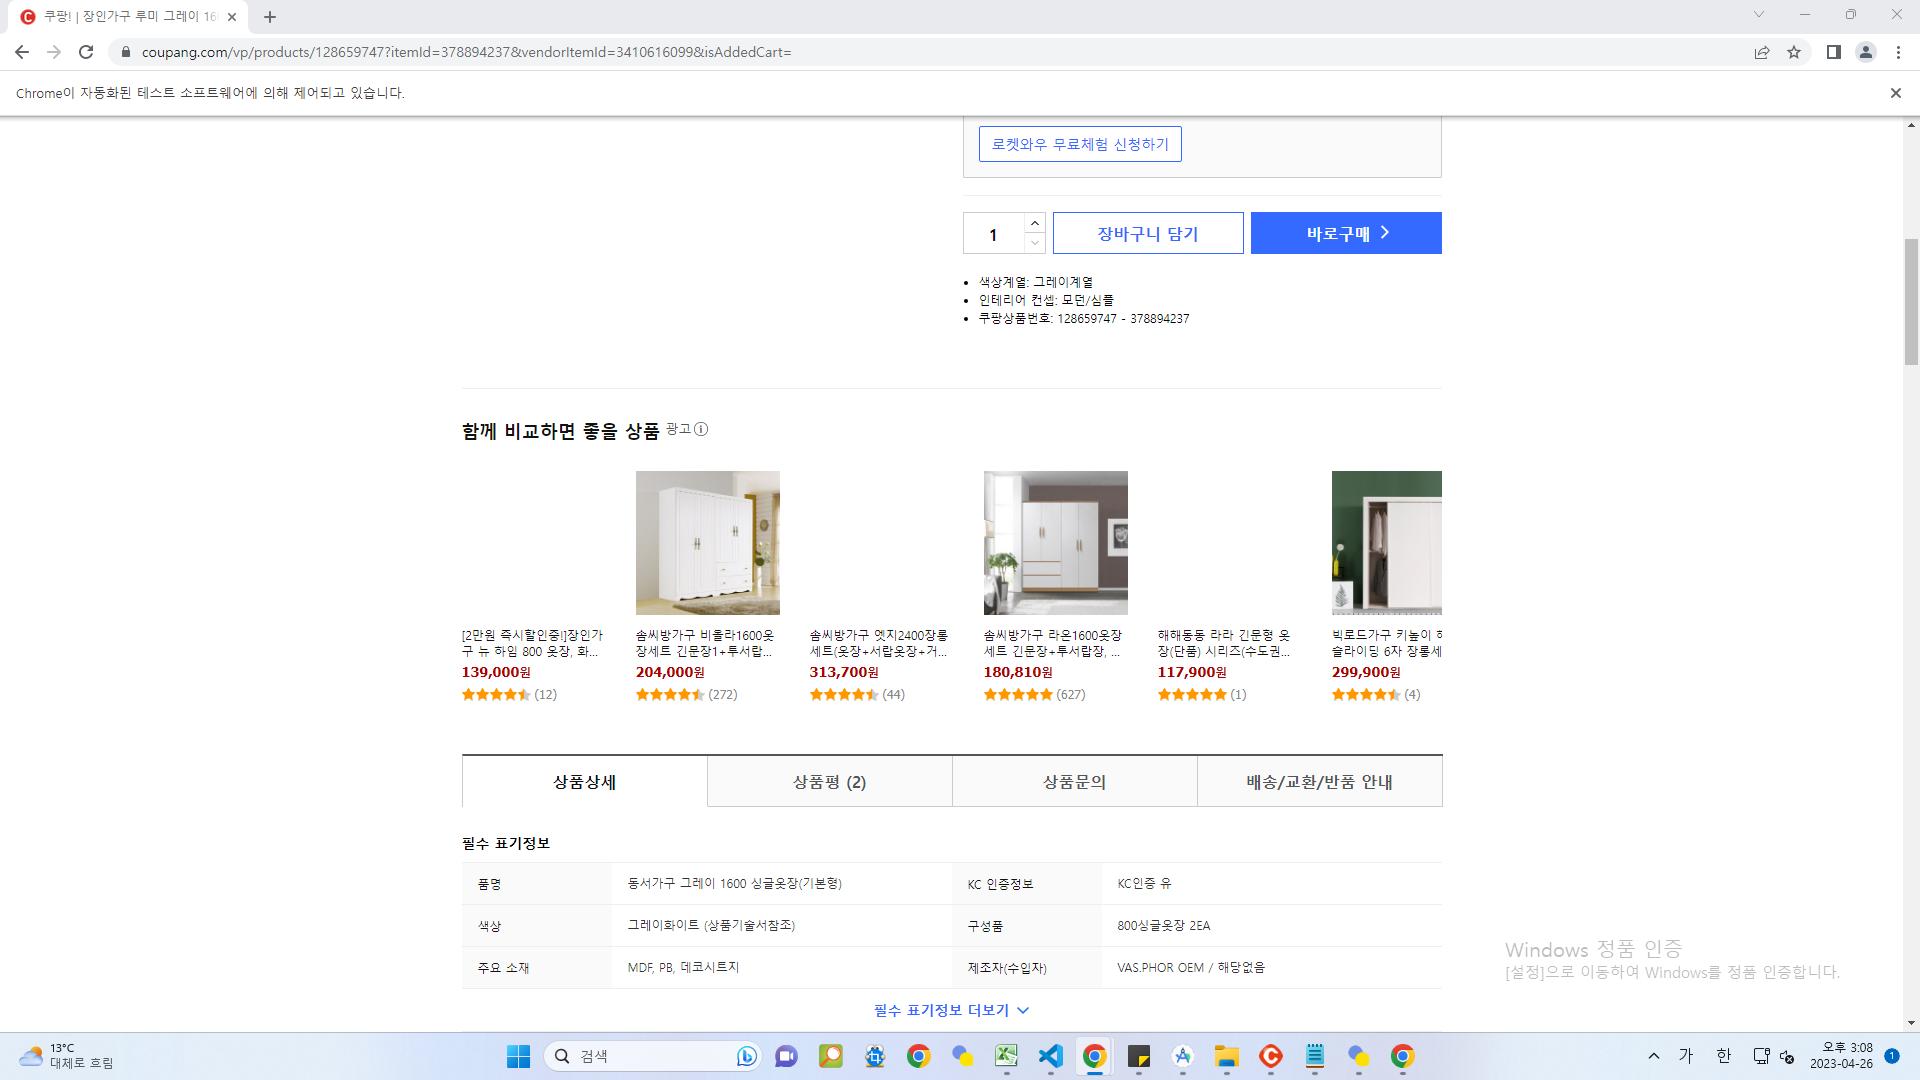 쿠팡! | 장인가구 루미 그레이 16
coupang.com/vp/products/128659747?itemId=378894237&vendorItemId=3410616099&isAddedCart=
Chrome이 자동화된 테스트 소프트웨어에 의해 제어되고 있습니다.
로켓와우 무료체험 신청하기
1
장바구니 담기
바로구매
색상계열: 그레이계열
인테리어 컨셉: 모던/심플
쿠팡상품번호: 128659747 - 378894237
함께 비교하면 좋을 상품 광고
[2만원 즉시할인중!]장인가
구 뉴 하임 800 옷장, 화...
139,000원
(12)
솜씨방가구 비올라1600옷
장세트 긴문장1+투서랍...
204,000원
(272)
솜씨방가구 엣지2400장롱
세트(옷장+서랍옷장+거...
313,700원
(44)
솜씨방가구 라온1600옷장
세트 긴문장+투서랍장, ...
180,810원
(627)
해해동동 라라 긴문형 옷
장(단품) 시리즈(수도권...
117,900원
(1)
빅로드가구 키높이
슬라이딩 6자 장롱세
299,900원
(4)
상품상세
상품평 (2)
상품문의
배송/교환/반품 안내
필수 표기정보
품명
동서가구 그레이 1600 싱글옷장(기본형)
KC 인증정보
KC인증 유
색상
그레이화이트 (상품기술서참조)
구성품
800싱글옷장 2EA
주요 소재
MDF, PB, 데코시트지
제조자(수입자)
VAS.PHOR OEM / 해당없음
필수 표기정보 더보기
Windows 정품 인증
[설정]으로 이동하여 Windows를 정품 인증합니다.
13°C
대체로 흐림
검색
가
한
오후 3:08
2023-04-26
1